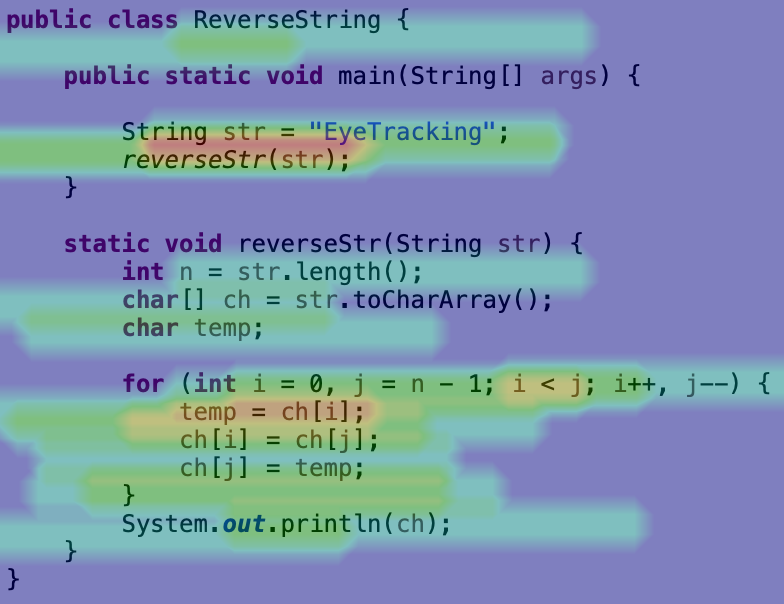 public class ReverseString {
public static void main(String[] args) {
String str = "EyeTracking";
reverseStr(str);
}
static void reverseStr(String str) {
int n = str.length();
char[] ch = str.toCharArray();
char temp;
for (int i = 0, j = n - 1; i < j; i++, j--) {
temp = ch[i];
ch[i] = ch[j];
ch[j] = temp;
}
System.out.println(ch);
}
}